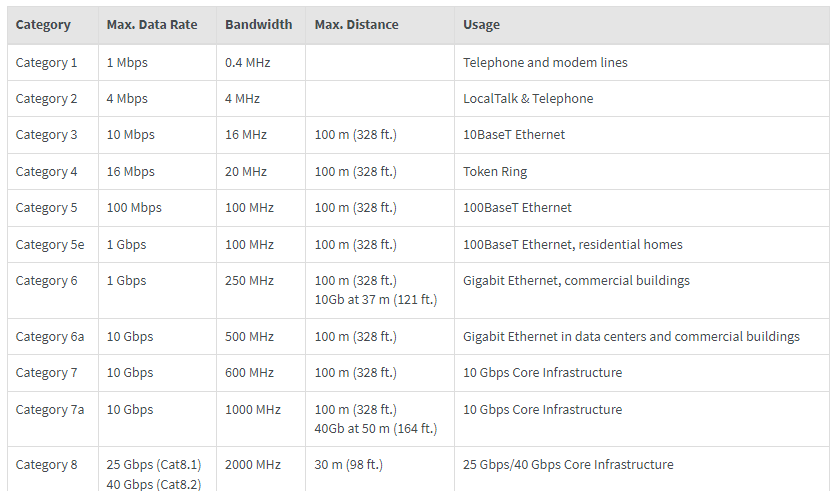 Category Max. Data Rate Bandwidth Max. Distance Usage
Category 1 1 Mbps 0.4 MHz Telephone and modem lines
Category 2 4 Mbps 4 MHz LocalTalk & Telephone
Category 3 10 Mbps 16 MHz 100 m (328 ft.) 10BaseT Ethernet
Category 4 16 Mbps 20 MHz 100 m (328 ft.) Token Ring
Category 5 100 Mbps 100 MHz 100 m (328 ft.) 100BaseT Ethernet
Category 5e 1 Gbps 100 MHz 100 m (328 ft.) 100BaseT Ethernet, residential homes
Category 6 1 Gbps 250 MHz 100 m (328 ft.) Gigabit Ethernet, commercial buildings
10Gb at 37 m (121 ft.)
Category 6a 10 Gbps 500 MHz 100 m (328 ft.) Gigabit Ethernet in data centers and commercial buildings
Category 7 10 Gbps 600 MHz 100 m (328 ft.) 10 Gbps Core Infrastructure
Category 7a 10 Gbps 1000 MHz 100 m (328 ft.) 10 Gbps Core Infrastructure
40Gb at 50 m (164 ft.)
Category 8 25 Gbps (Cat8.1) 2000 MHz 30 m (98 ft.) 25 Gbps/40 Gbps Core Infrastructure
40 Gbps (Cat8.2)